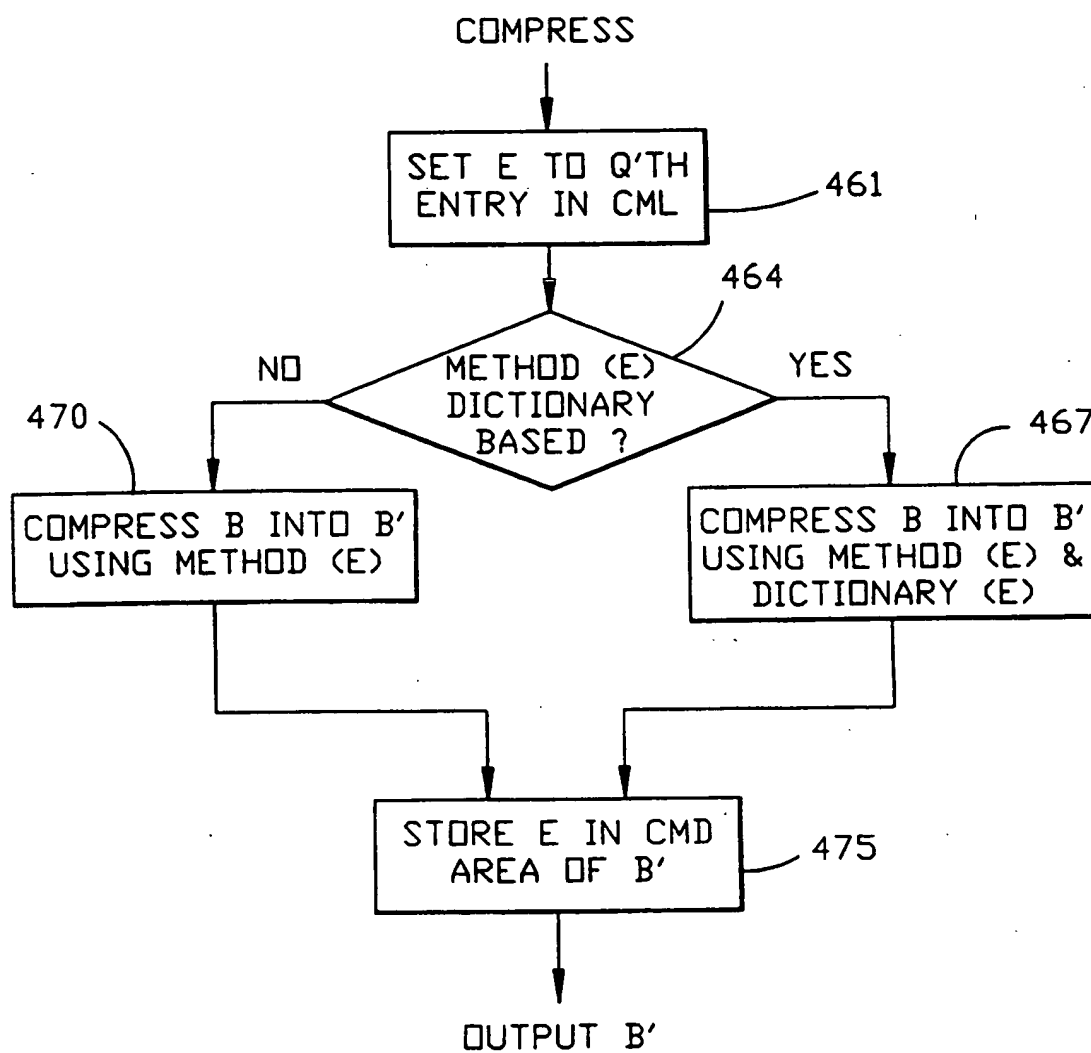 COMPRESS
SET E TO Q'TH
ENTRY IN CML
461
464
METHOD (E)
DICTIONARY
BASED ?
NO
YES
470
467
COMPRESS B INTO B'
USING METHOD (E)
COMPRESS B INTO B'
USING METHOD (E) &
DICTIONARY (E)
STORE E IN CMD
AREA OF B'
475
OUTPUT B'